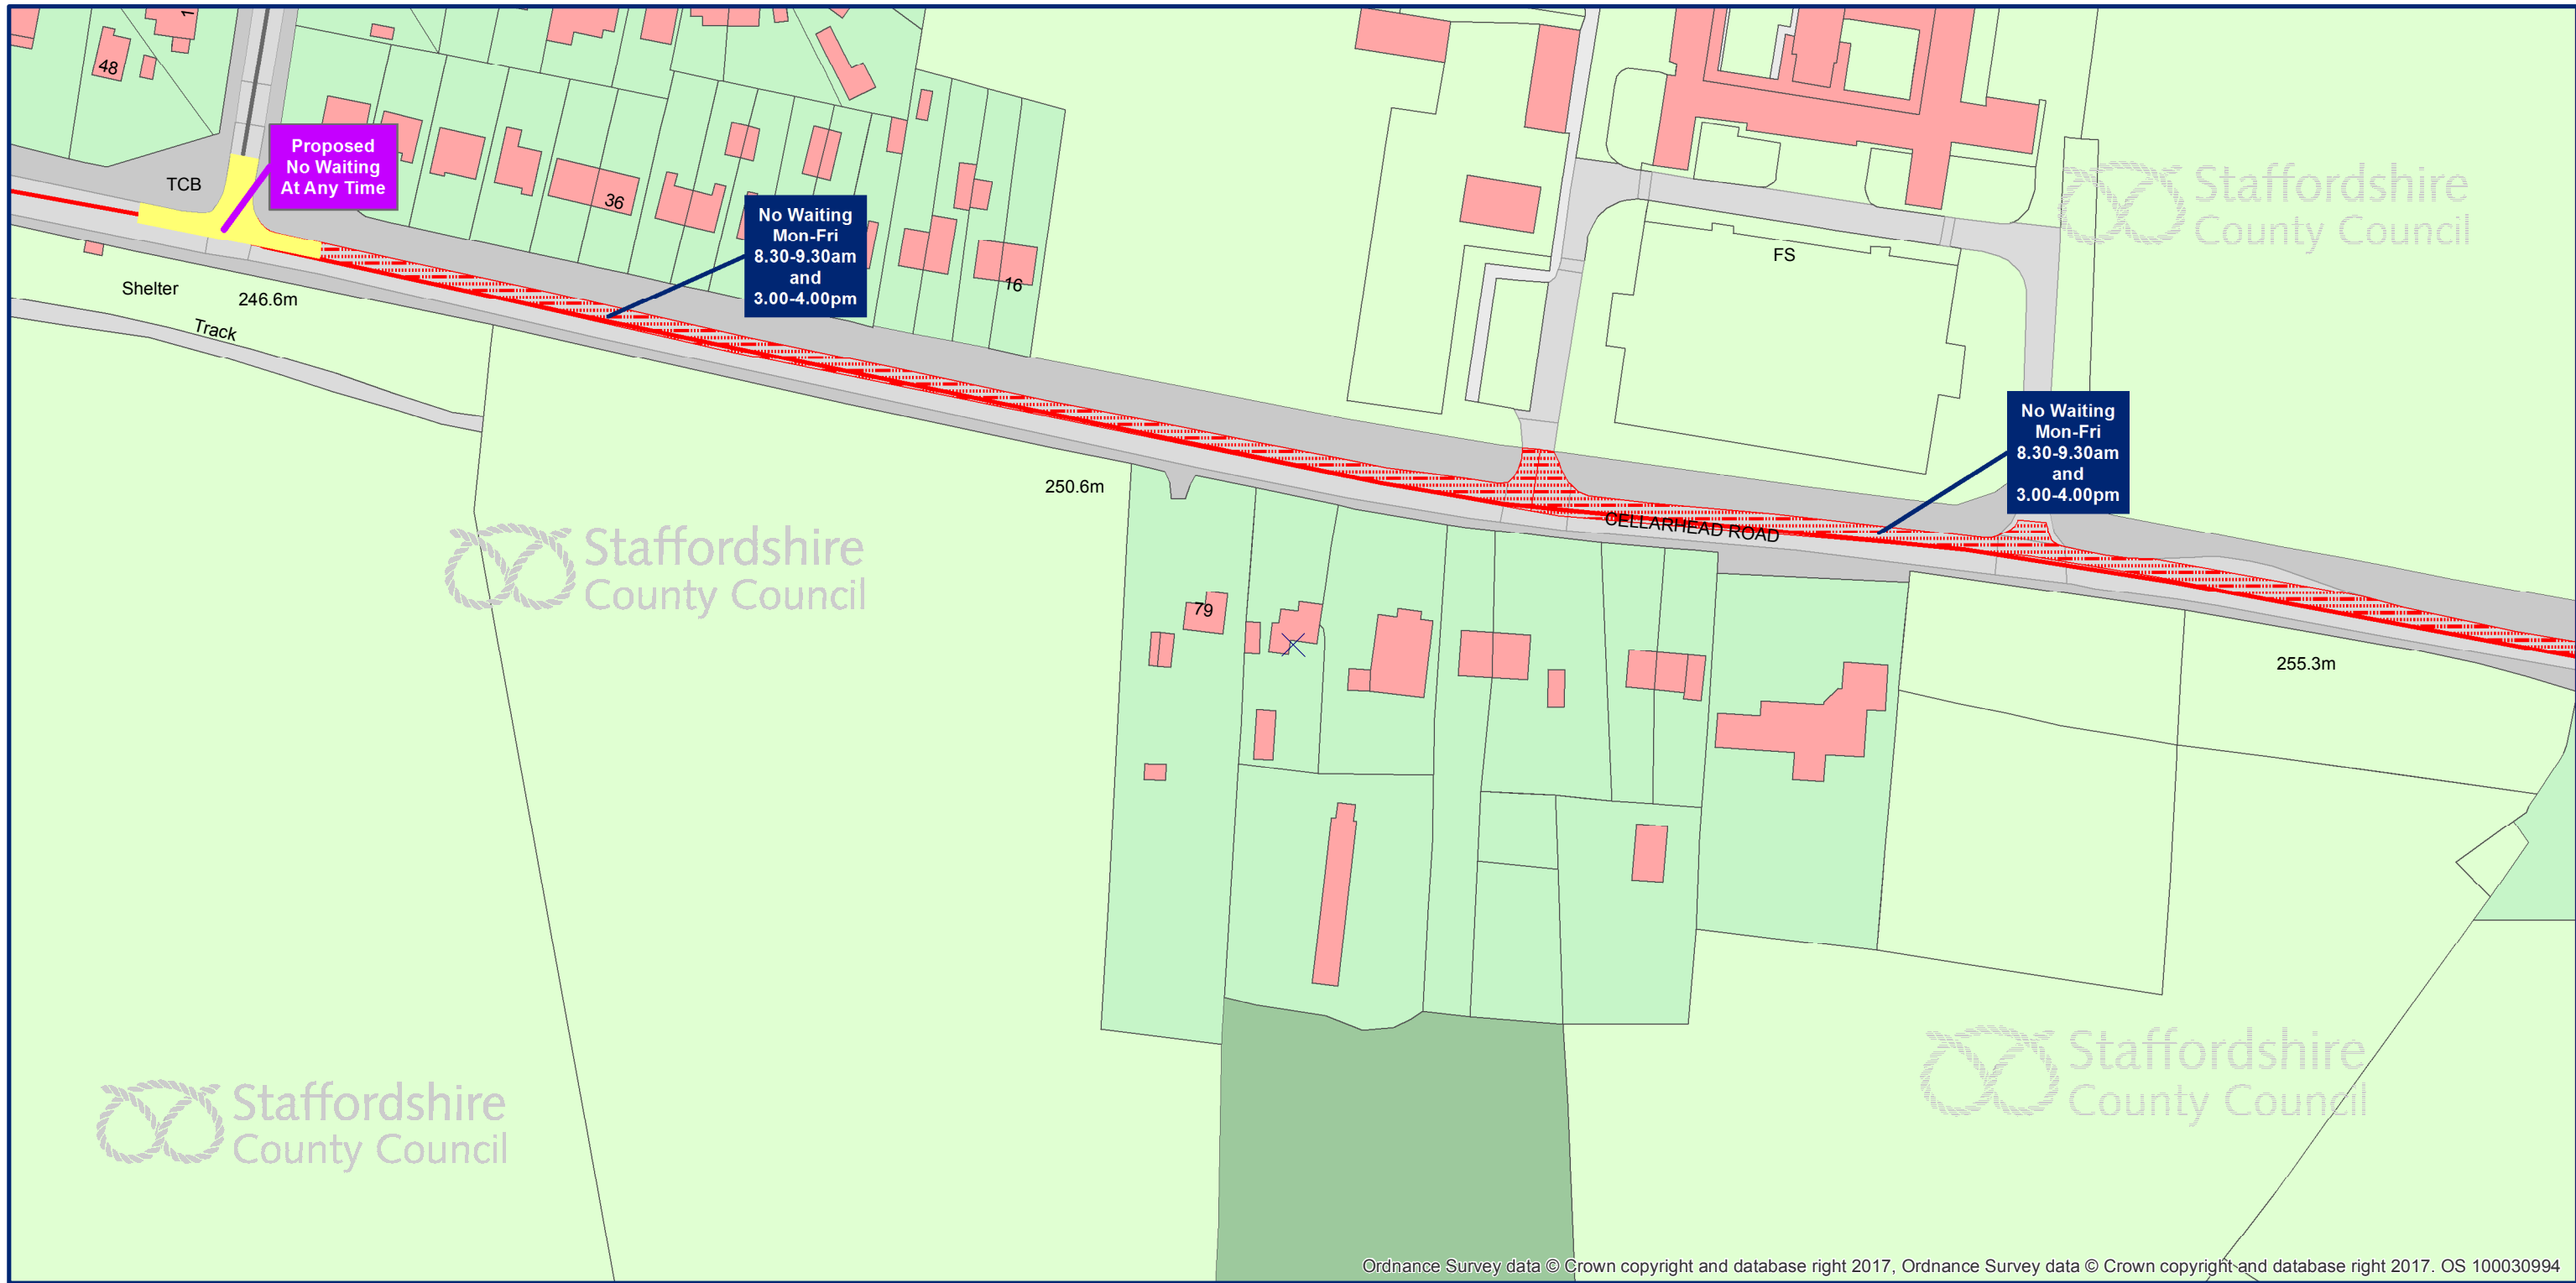 1
48
Proposed
No Waiting
At Any Time
TCB
36
No Waiting
Mon-Fri
8.30-9.30am
and
3.00-4.00pm
16
FS
Staffordshire
County Council
Shelter
246.6m
Track
No Waiting
Mon-Fri
8.30-9.30am
and
3.00-4.00pm
250.6m
CELLARHEAD ROAD
Staffordshire
County Council
79
255.3m
Staffordshire
County Council
Staffordshire
County Council
Ordnance Survey data © Crown copyright and database right 2017, Ordnance Survey data © Crown copyright and database right 2017. OS 100030994